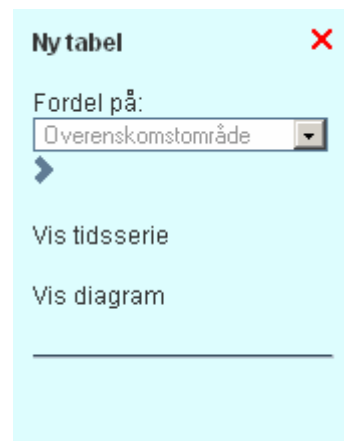 Ny tabel
Fordel på:
Overenskomstområde
Vis tidsserie
Vis diagram